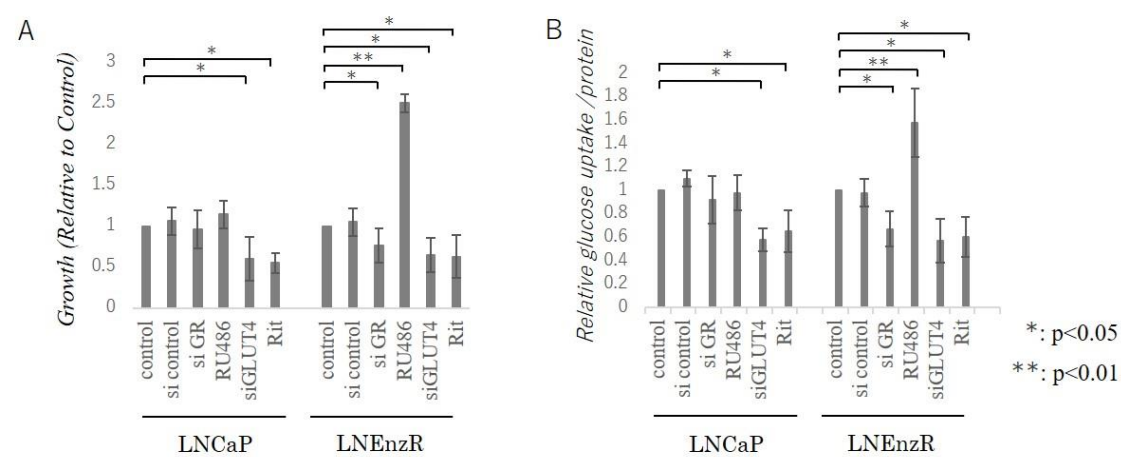 A
Growth (Relative to Control)
3
2.5
2
1.5
1
0.5
0
* * * * ** *
control
si control
si GR
RU486
siGLUT4
Rit
control
si control
si GR
RU486
siGLUT4
Rit
LNCaP
LNEnzR
B
Relative glucose uptake /protein
2
1.8
1.6
1.4
1.2
1
0.8
0.6
0.4
0.2
0
* * * * ** *
control
si control
si GR
RU486
siGLUT4
Rit
control
si control
si GR
RU486
siGLUT4
Rit
LNCaP
LNEnzR
*: p<0.05
**: p<0.01